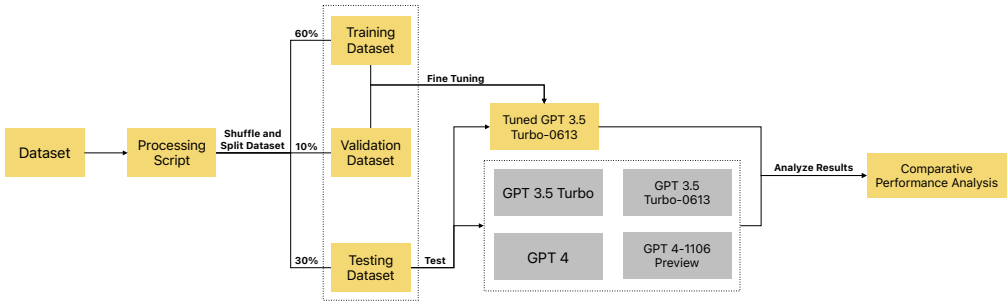 Dataset
Processing
Script
Shuffle and
Split Dataset
60%
10%
30%
Training
Dataset
Validation
Dataset
Testing
Dataset
Fine Tuning
Test
Tuned GPT 3.5
Turbo-0613
GPT 3.5 Turbo
GPT 3.5
Turbo-0613
GPT 4
GPT 4-1106
Preview
Analyze Results
Comparative
Performance Analysis